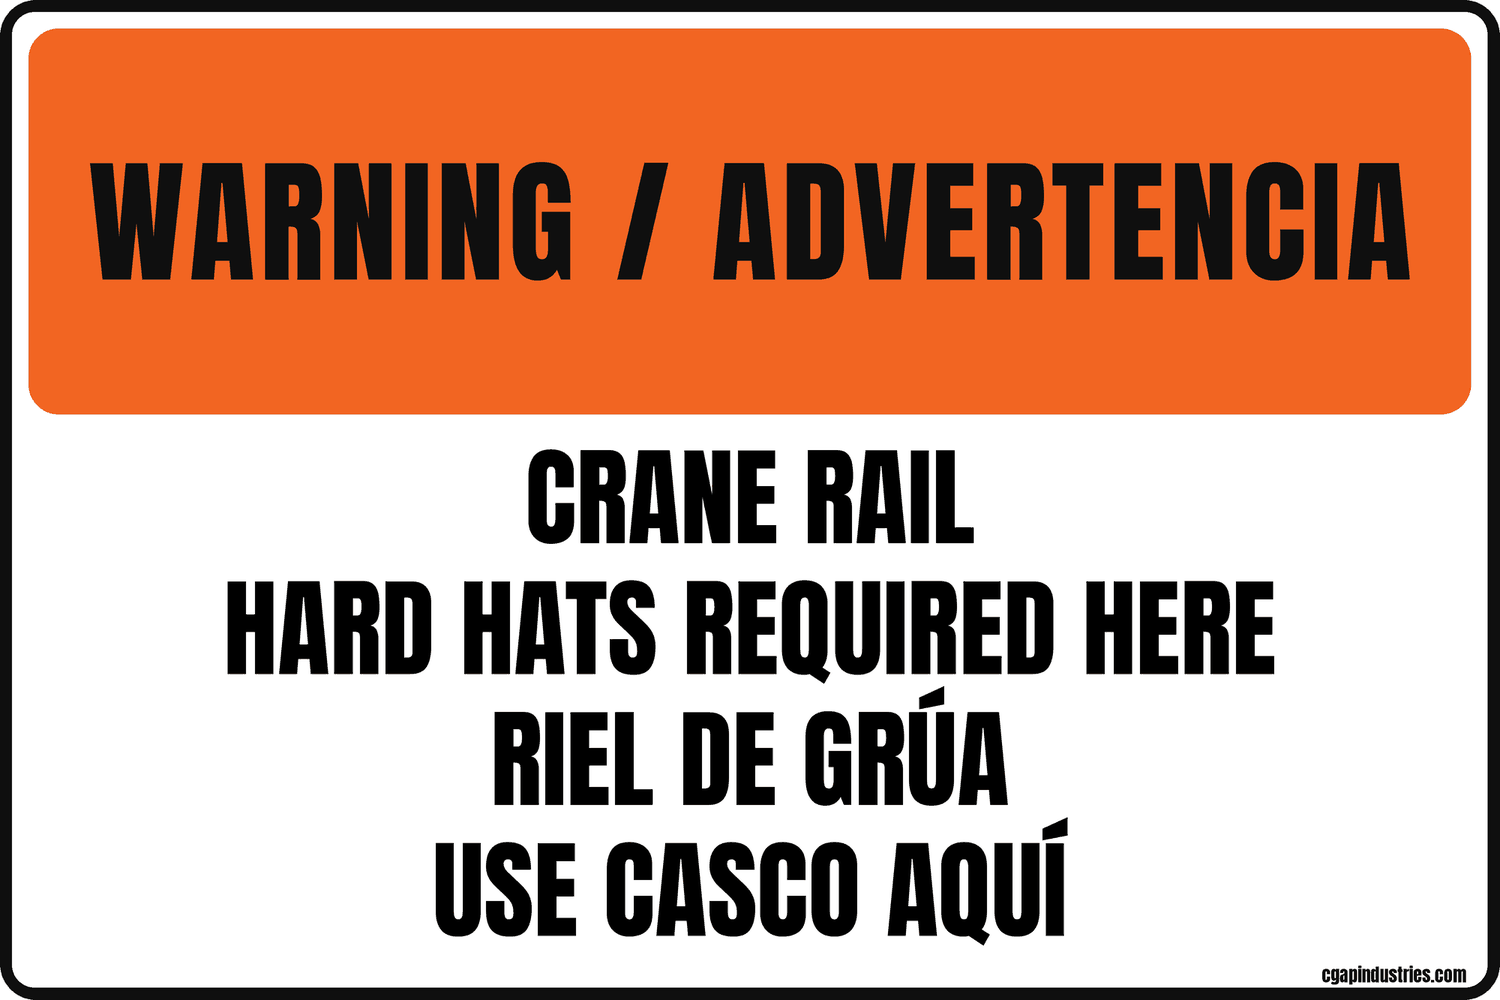 WARNING / ADVERTENCIA
CRANE RAIL
HARD HATS REQUIRED HERE
RIEL DE GRÚA
USE CASCO AQUÍ
cgapindustries.com